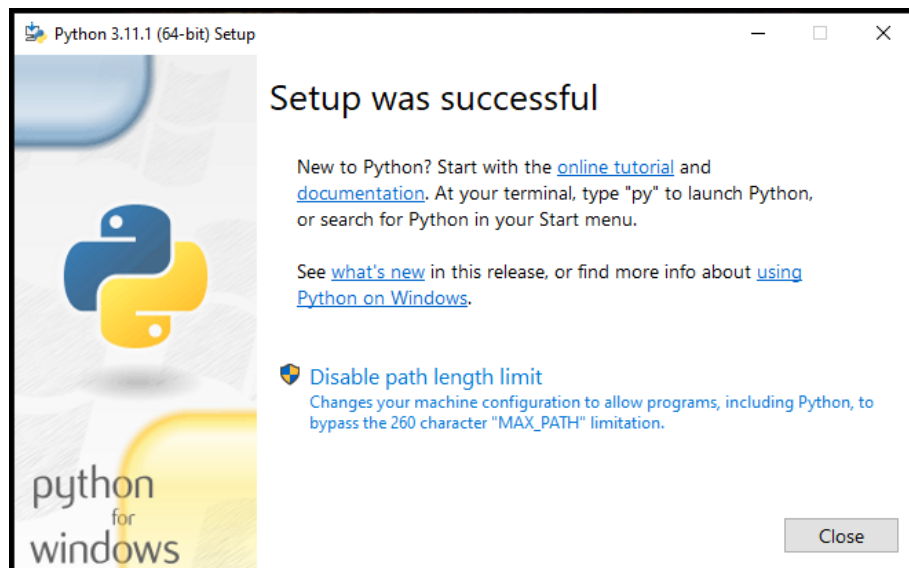 Python 3.11.1 (64-bit) Setup
Setup was successful
New to Python? Start with the online tutorial and
documentation. At your terminal, type "py" to launch Python,
or search for Python in your Start menu.
See what's new in this release, or find more info about using
Python on Windows.
Disable path length limit
Changes your machine configuration to allow programs, including Python, to
bypass the 260 character "MAX_PATH" limitation.
python
for
windows
Close